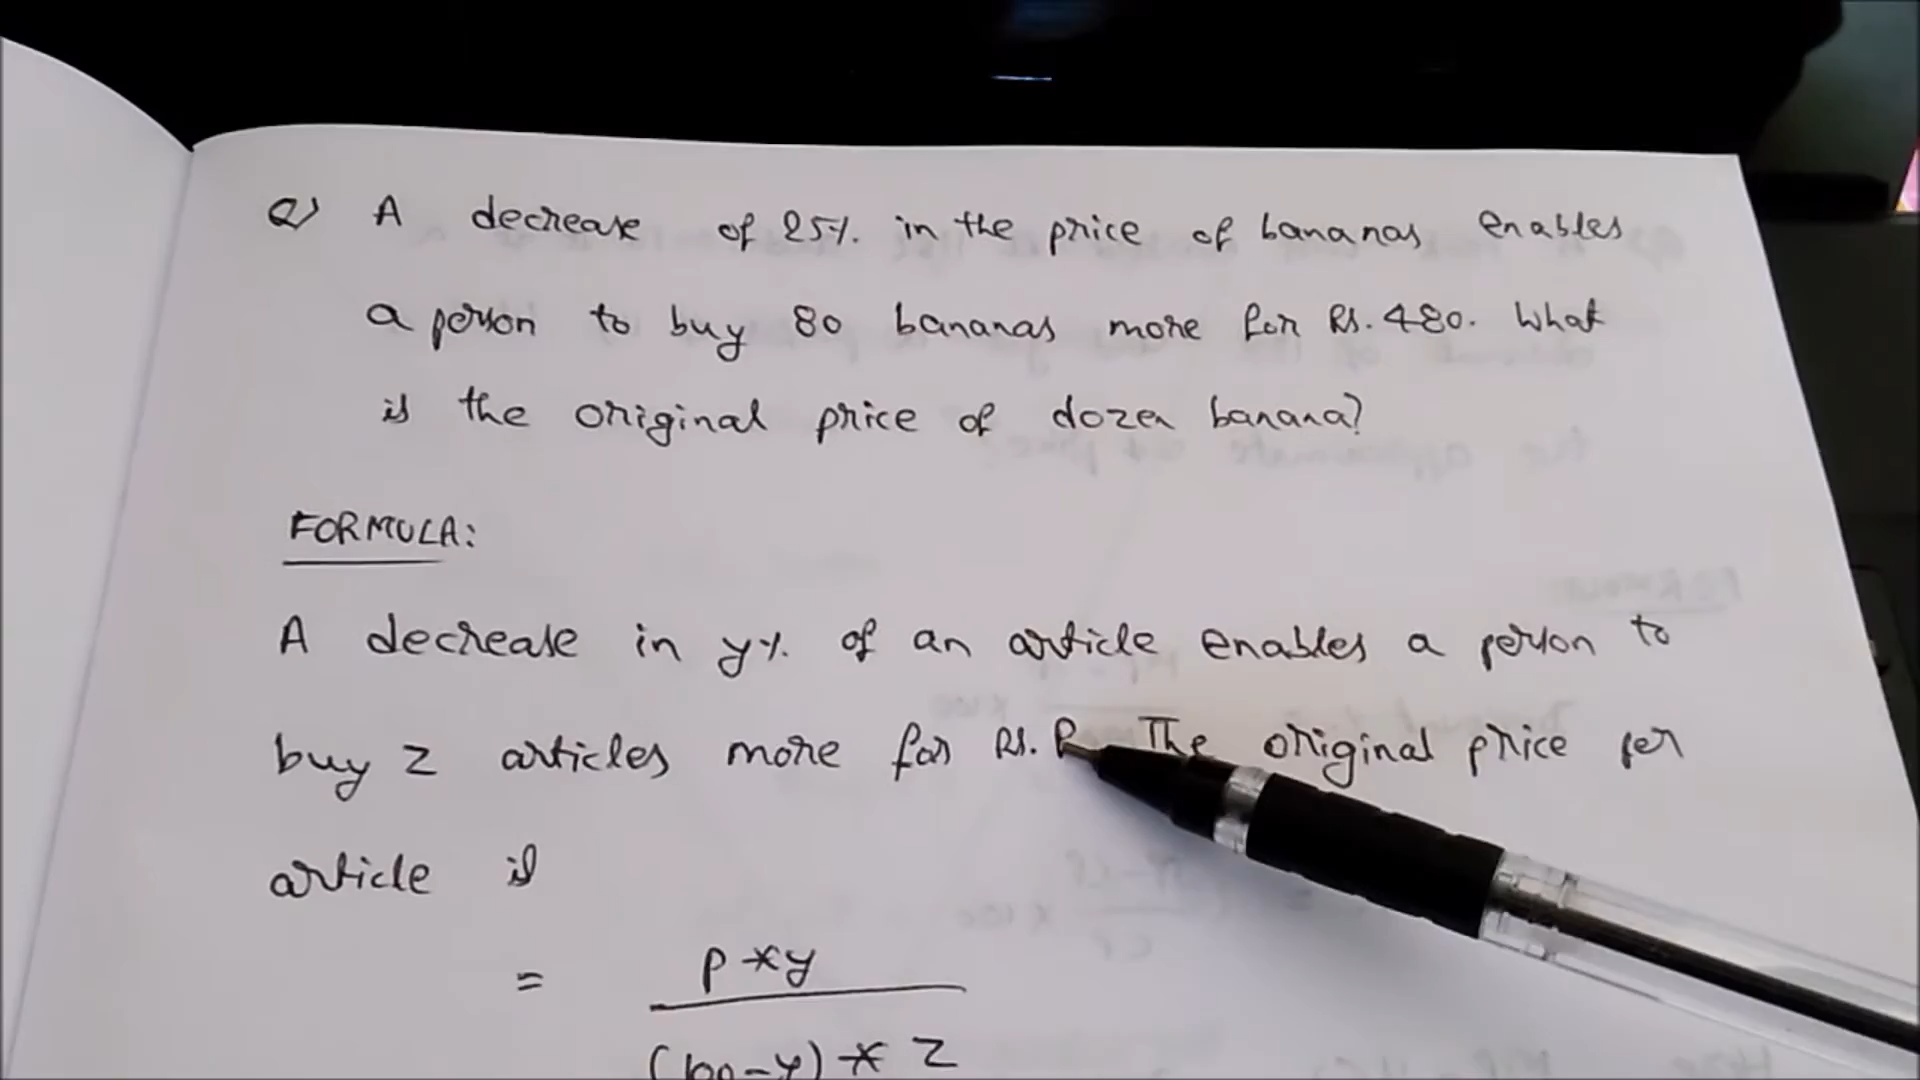 Q) A decrease of 25%. in the price of bananas enables
a person to buy 80 bananas more for Rs. 480. What
is the original price of dozen banana?
FORMULA:
A decrease in y%. of an article enables a person to
buy z articles more for Rs. P. The original price per
article is
= P * y
(100-y) * z